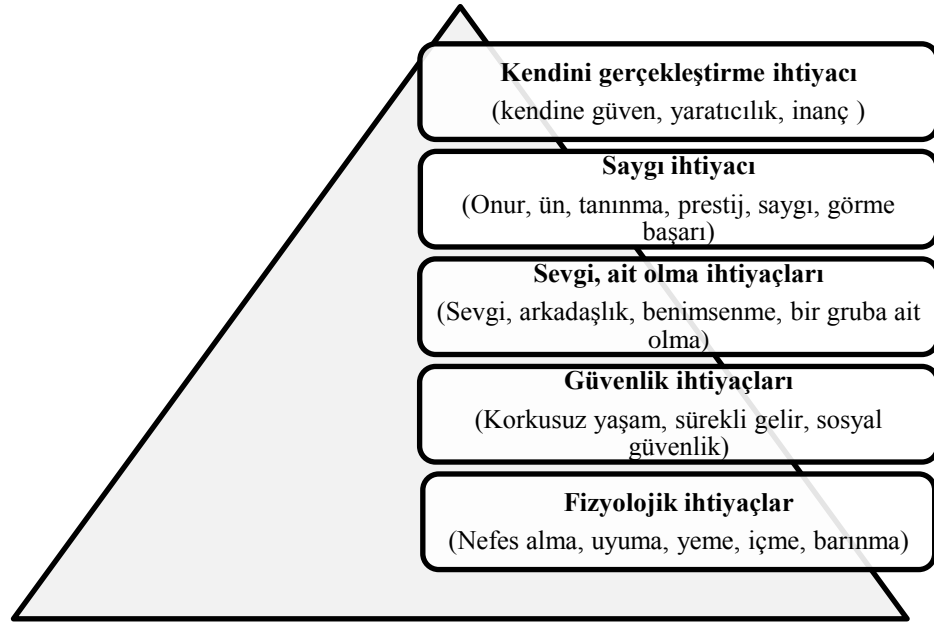 Kendini gerçekleştirme ihtiyacı
(kendine güven, yaratıcılık, inanç )
Saygı ihtiyacı
(Onur, ün, tanınma, prestij, saygı, görme
başarı)
Sevgi, ait olma ihtiyaçları
(Sevgi, arkadaşlık, benimsenme, bir gruba ait
olma)
Güvenlik ihtiyaçları
(Korkusuz yaşam, sürekli gelir, sosyal
güvenlik)
Fizyolojik ihtiyaçlar
(Nefes alma, uyuma, yeme, içme, barınma)